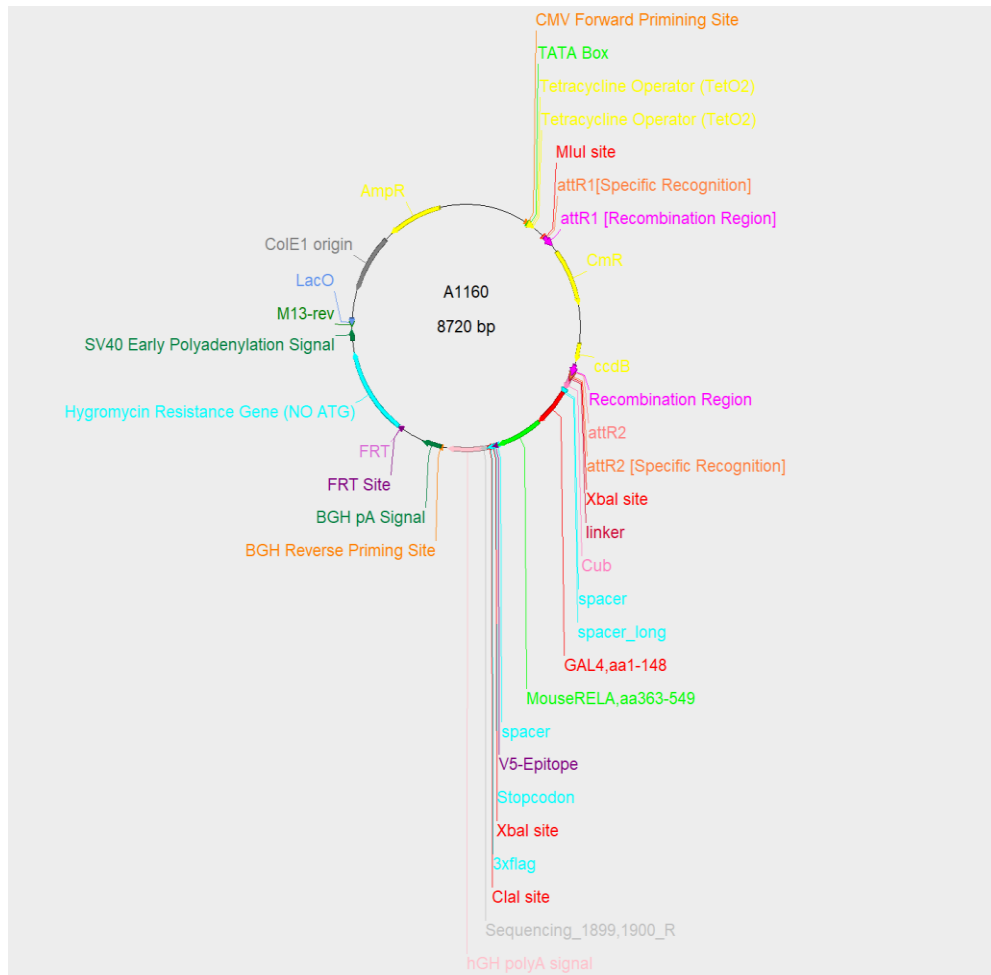 CMV Forward Primining Site
TATA Box
Tetracycline Operator (TetO2)
Tetracycline Operator (TetO2)
MluI site
attR1[Specific Recognition]
AmpR
attR1 [Recombination Region]
ColE1 origin
CmR
LacO
A1160
M13-rev
8720 bp
SV40 Early Polyadenylation Signal
ccdB
Recombination Region
Hygromycin Resistance Gene (NO ATG)
attR2
FRT
attR2 [Specific Recognition]
FRT Site
XbaI site
BGH pA Signal
linker
BGH Reverse Priming Site
Cub
spacer
spacer_long
GAL4,aa1-148
MouseRELA,aa363-549
spacer
V5-Epitope
Stopcodon
XbaI site
3xflag
ClaI site
Sequencing_1899,1900_R
hGH polyA signal